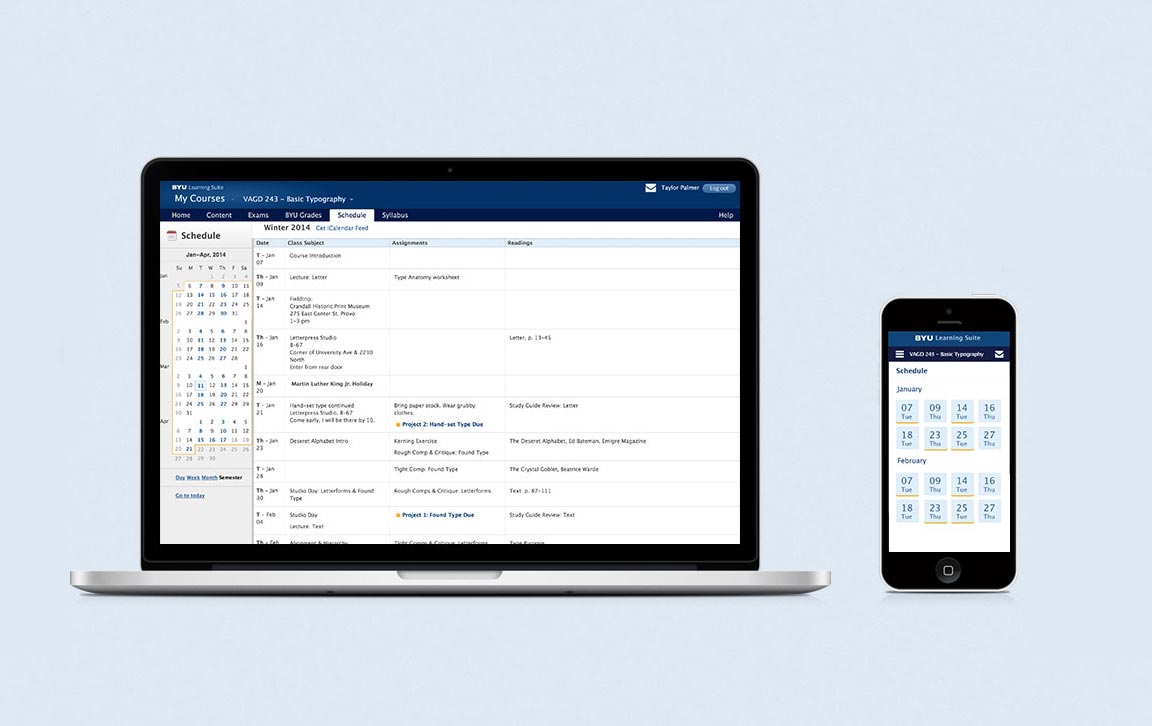 BYU Learning Suite
Taylor Palmer Log out
My Courses - VAGD 243 – Basic Typography -
Home Content Exams BYU Grades Schedule Syllabus Help
Schedule
Jan–Apr, 2014
Su M T W Th F Sa
Jan 1 2 3 4
5 6 7 8 9 10 11
12 13 14 15 16 17 18
19 20 21 22 23 24 25
26 27 28 29 30 31
Feb 1
2 3 4 5 6 7 8
9 10 11 12 13 14 15
16 17 18 19 20 21 22
23 24 25 26 27 28
Mar 1
2 3 4 5 6 7 8
9 10 11 12 13 14 15
16 17 18 19 20 21 22
23 24 25 26 27 28 29
30 31
Apr 1 2 3 4 5
6 7 8 9 10 11 12
13 14 15 16 17 18 19
20 21 22 23 24 25 26
27 28 29 30
Day Week Month Semester
Go to today
Winter 2014 Get iCalendar Feed
Date Class Subject Assignments Readings
T – Jan Course Introduction
07
Th – Jan Lecture: Letter Type Anatomy worksheet
09
T – Jan Fieldtrip:
14 Crandall Historic Print Museum
275 East Center St, Provo
1–3 pm
Th – Jan Letterpress Studio Letter, p. 13–45
16 B-67
Corner of University Ave & 2230
North
Enter from rear door
M – Jan Martin Luther King Jr. Holiday
20
T – Jan Hand-set type continued Bring paper stock. Wear grubby Study Guide Review: Letter
21 Letterpress Studio, B-67 clothes.
Come early, I will be there by 10.
Project 2: Hand-set Type Due
Th – Jan Deseret Alphabet Intro Kerning Exercise The Deseret Alphabet, Ed Bateman, Emigre Magazine
23
Rough Comp & Critique: Found Type
T – Jan Tight Comp: Found Type The Crystal Goblet, Beatrice Warde
28
Th – Jan Studio Day: Letterforms & Found Rough Comps & Critique: Letterforms Text p. 87–111
30 Type
T – Feb Studio Day Project 1: Found Type Due Study Guide Review: Text
04
Lecture: Text
Th – Feb Alignment & Hierarchy Tight Comps & Critique: Letterforms Type Purpose
BYU Learning Suite
VAGD 243 – Basic Typography
Schedule
January
07 09 14 16
Tue Thu Tue Thu
18 23 25 27
Tue Thu Tue Thu
February
07 09 14 16
Tue Thu Tue Thu
18 23 25 27
Tue Thu Tue Thu